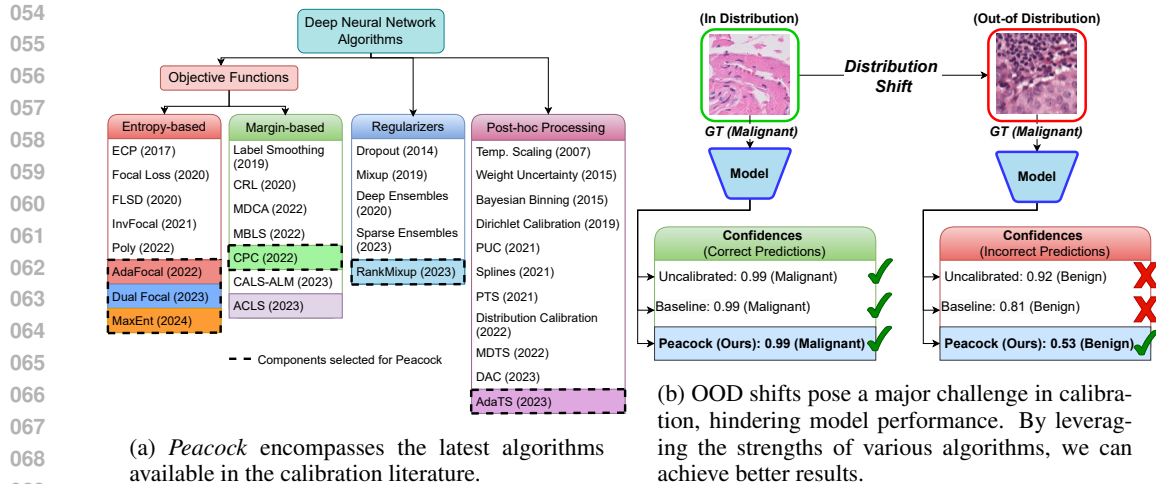 054
055
056
057
058
059
060
061
062
063
064
065
066
067
068
Deep Neural Network
Algorithms
Objective Functions
Entropy-based
ECP (2017)
Focal Loss (2020)
FLSD (2020)
InvFocal (2021)
Poly (2022)
AdaFocal (2022)
Dual Focal (2023)
MaxEnt (2024)
Margin-based
Label Smoothing
(2019)
CRL (2020)
MDCA (2022)
MBLS (2022)
CPC (2022)
CALS-ALM (2023)
ACLS (2023)
Regularizers
Dropout (2014)
Mixup (2019)
Deep Ensembles
(2020)
Sparse Ensembles
(2023)
RankMixup (2023)
Post-hoc Processing
Temp. Scaling (2007)
Weight Uncertainty (2015)
Bayesian Binning (2015)
Dirichlet Calibration (2019)
PUC (2021)
Splines (2021)
PTS (2021)
Distribution Calibration
(2022)
MDTS (2022)
DAC (2023)
AdaTS (2023)
Components selected for Peacock
(a) Peacock encompasses the latest algorithms
available in the calibration literature.
(In Distribution)
(Out-of Distribution)
Distribution
Shift
GT (Malignant)
GT (Malignant)
Model
Model
Confidences
(Correct Predictions)
Uncalibrated: 0.99 (Malignant)
Baseline: 0.99 (Malignant)
Peacock (Ours): 0.99 (Malignant)
Confidences
(Incorrect Predictions)
Uncalibrated: 0.92 (Benign)
Baseline: 0.81 (Benign)
Peacock (Ours): 0.53 (Benign)
(b) OOD shifts pose a major challenge in calibra-
tion, hindering model performance. By leverag-
ing the strengths of various algorithms, we can
achieve better results.